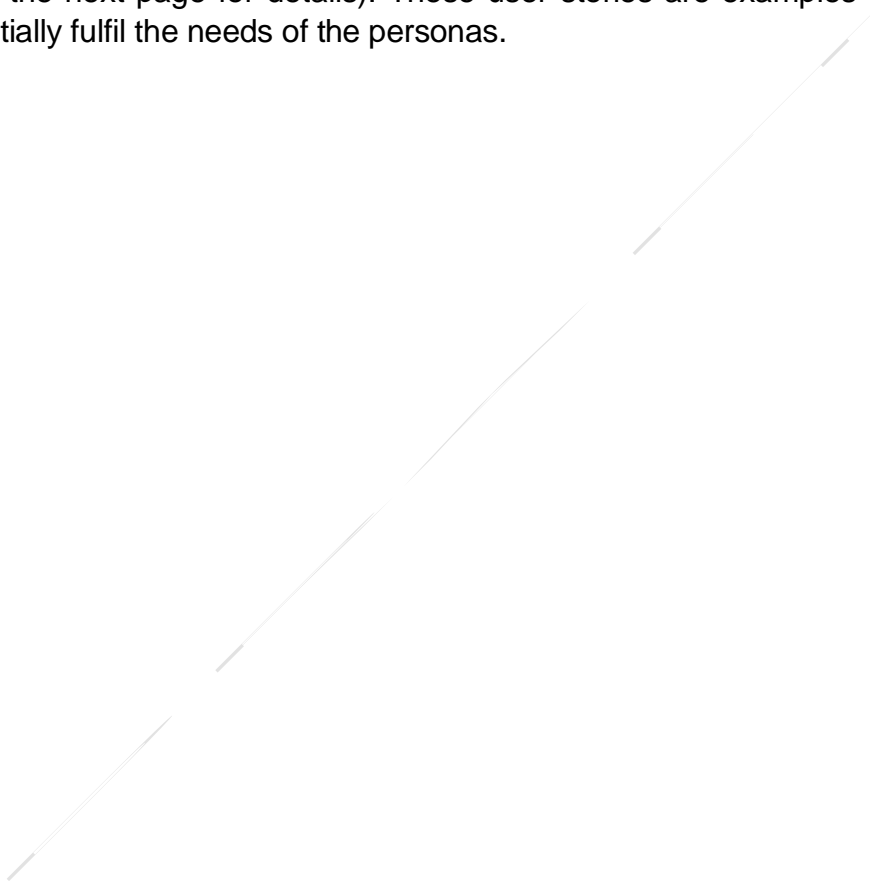 the next page for details). These user stories are examples
tially fulfil the needs of the personas.